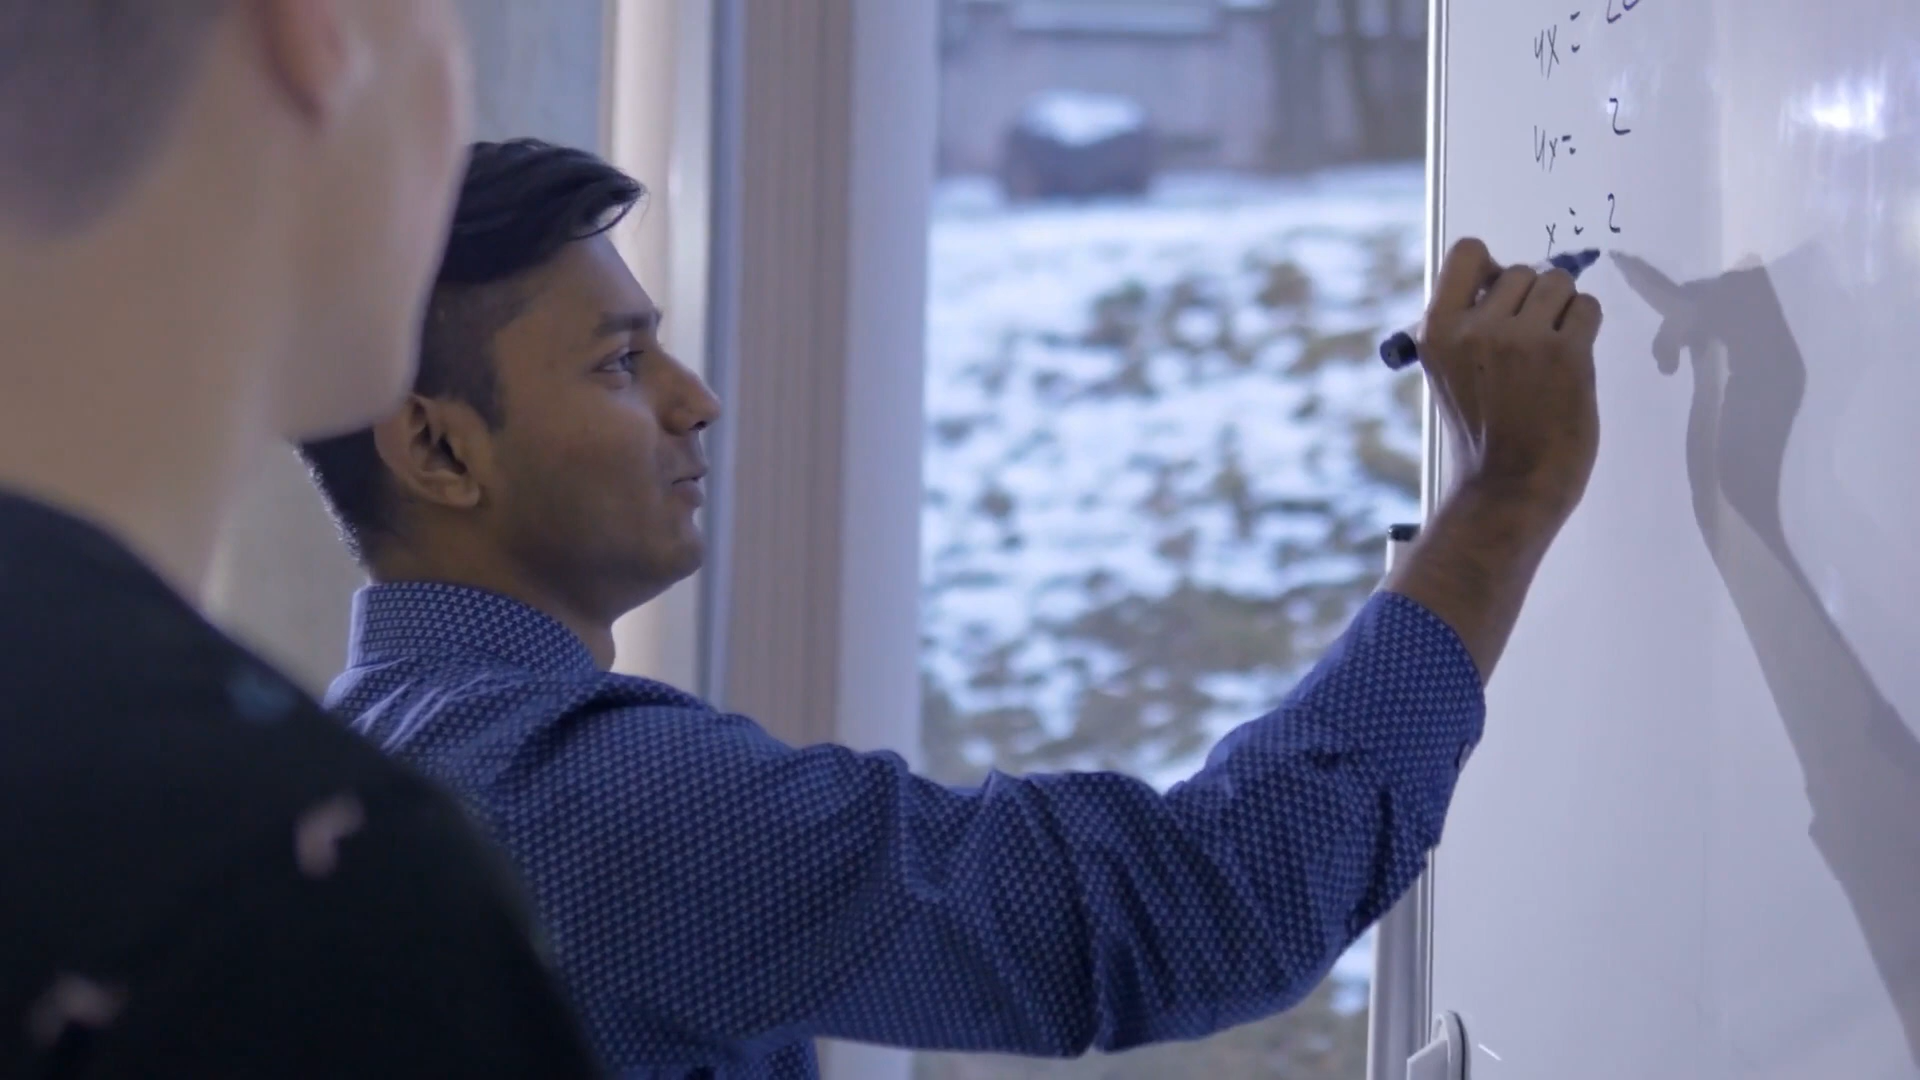 4x =
4x = 2
x = 2